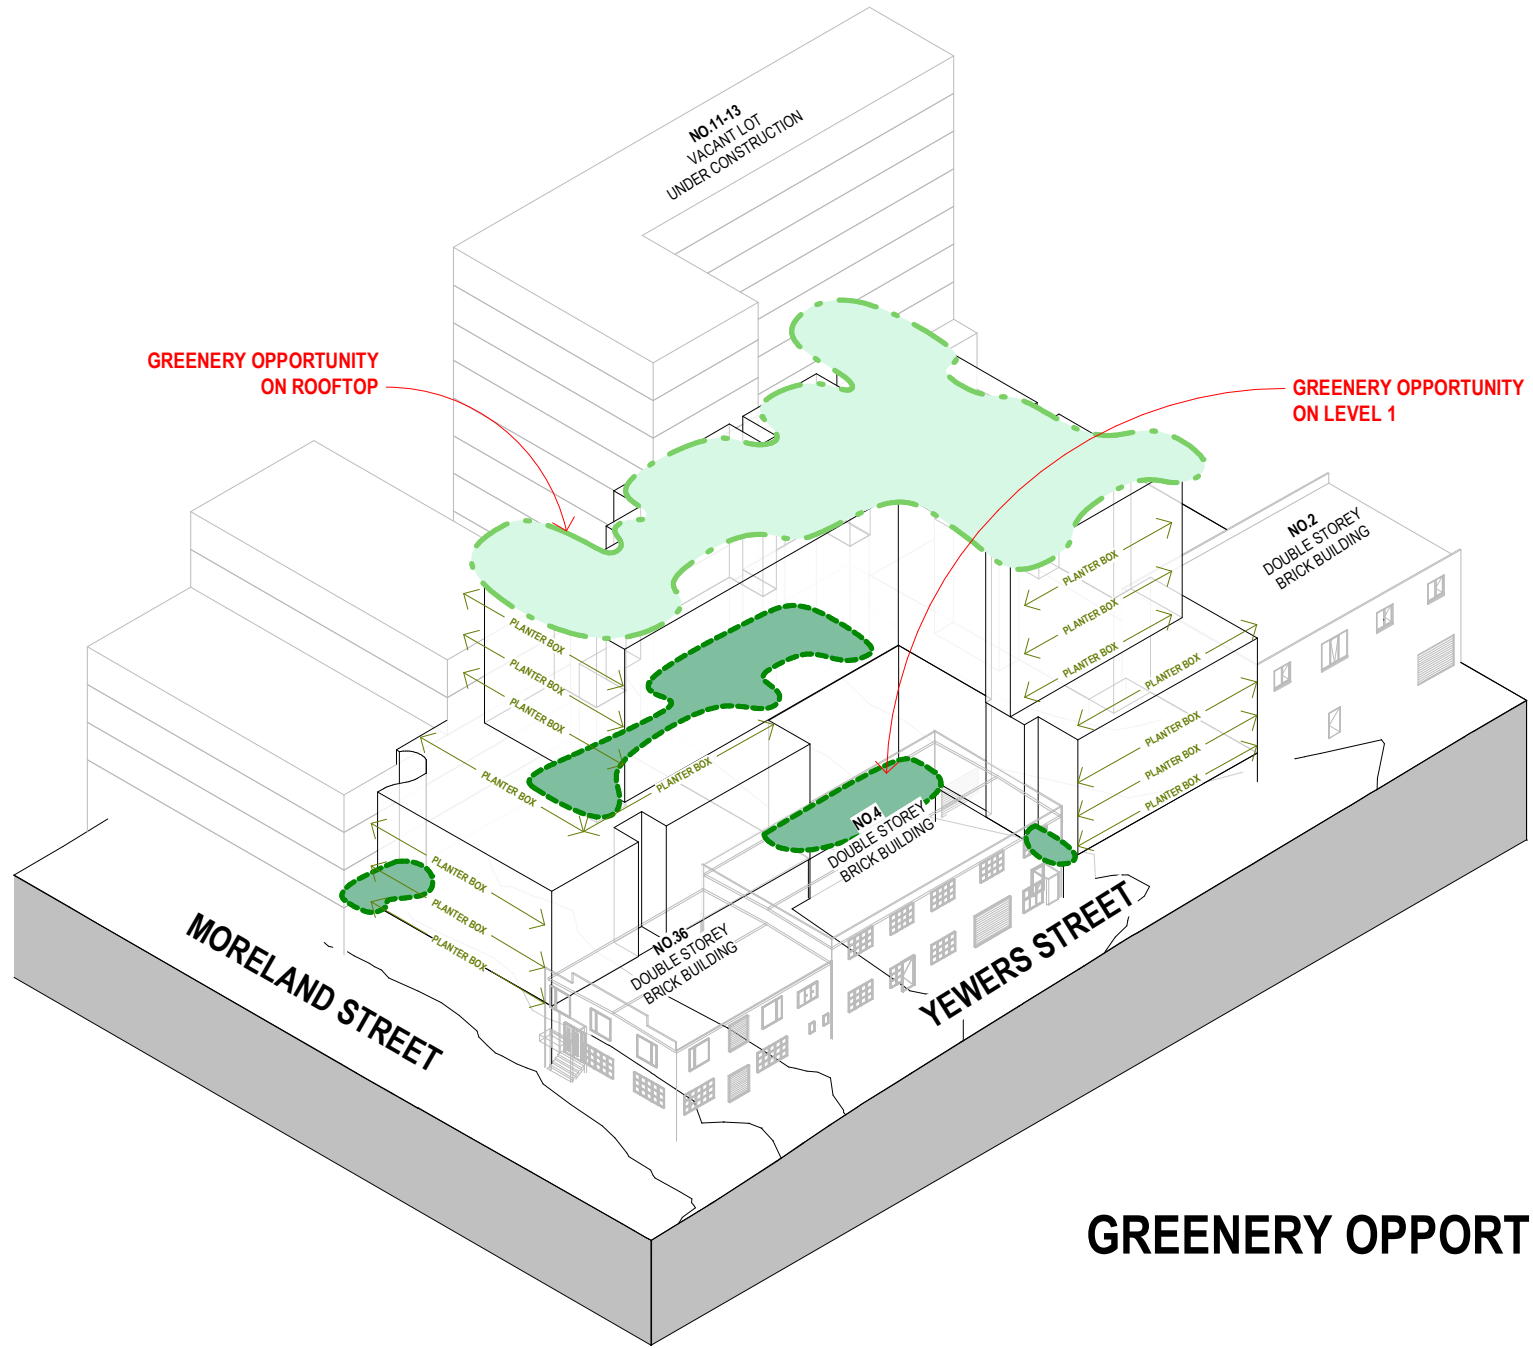 NO.11-13
VACANT LOT
UNDER CONSTRUCTION
GREENERY OPPORTUNITY
ON ROOFTOP
GREENERY OPPORTUNITY
ON LEVEL 1
NO.2
DOUBLE STOREY
BRICK BUILDING
PLANTER BOX
PLANTER BOX
PLANTER BOX
PLANTER BOX
PLANTER BOX
PLANTER BOX
PLANTER BOX
PLANTER BOX
PLANTER BOX
PLANTER BOX
PLANTER BOX
PLANTER BOX
NO.4
DOUBLE STOREY
BRICK BUILDING
PLANTER BOX
PLANTER BOX
PLANTER BOX
NO.36
DOUBLE STOREY
BRICK BUILDING
MORELAND STREET
YEWERS STREET
GREENERY OPPORT